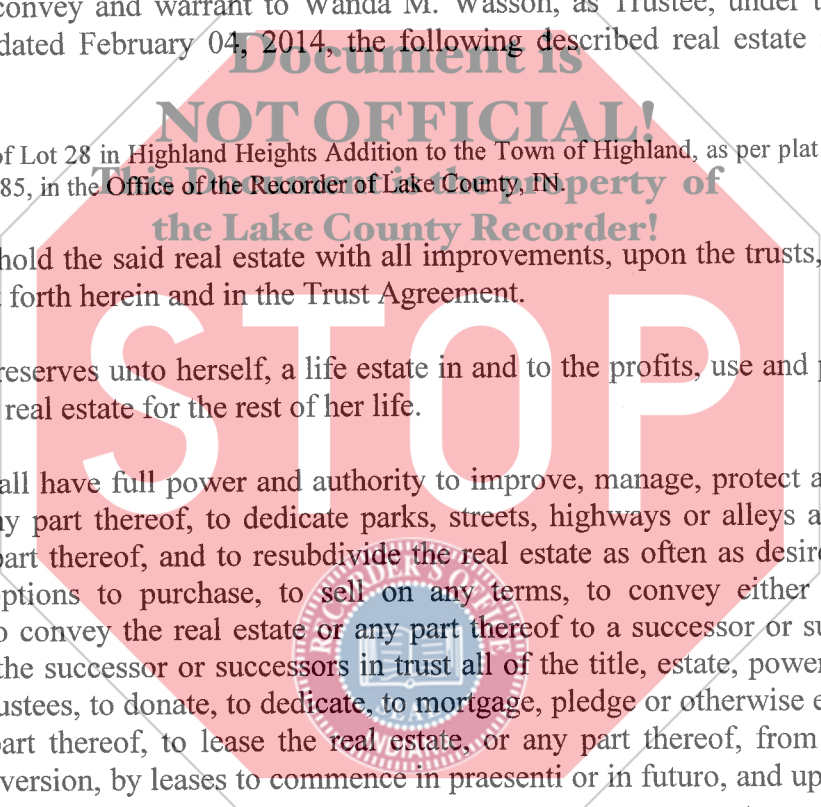 convey and warrant to Wanda M. Wasson, as Trustee, under
dated February 04, 2014, the following described real estate
Document is
NOT OFFICIAL!
of Lot 28 in Highland Heights Addition to the Town of Highland, as per plat
85, in the Office of the Recorder of Lake County, IN.
This Document is the property of
the Lake County Recorder!
hold the said real estate with all improvements, upon the trusts,
forth herein and in the Trust Agreement.
STOP
reserves unto herself, a life estate in and to the profits, use and
real estate for the rest of her life.
all have full power and authority to improve, manage, protect
ny part thereof, to dedicate parks, streets, highways or alleys
part thereof, and to resubdivide the real estate as often as desire
ptions to purchase, to sell on any terms, to convey either
o convey the real estate or any part thereof to a successor or su
the successor or successors in trust all of the title, estate, power
ustees, to donate, to dedicate, to mortgage, pledge or otherwise
part thereof, to lease the real estate, or any part thereof, from
version, by leases to commence in praesenti or in futuro, and up
RECORDER'S OFFICE
SEAL
INDIANA